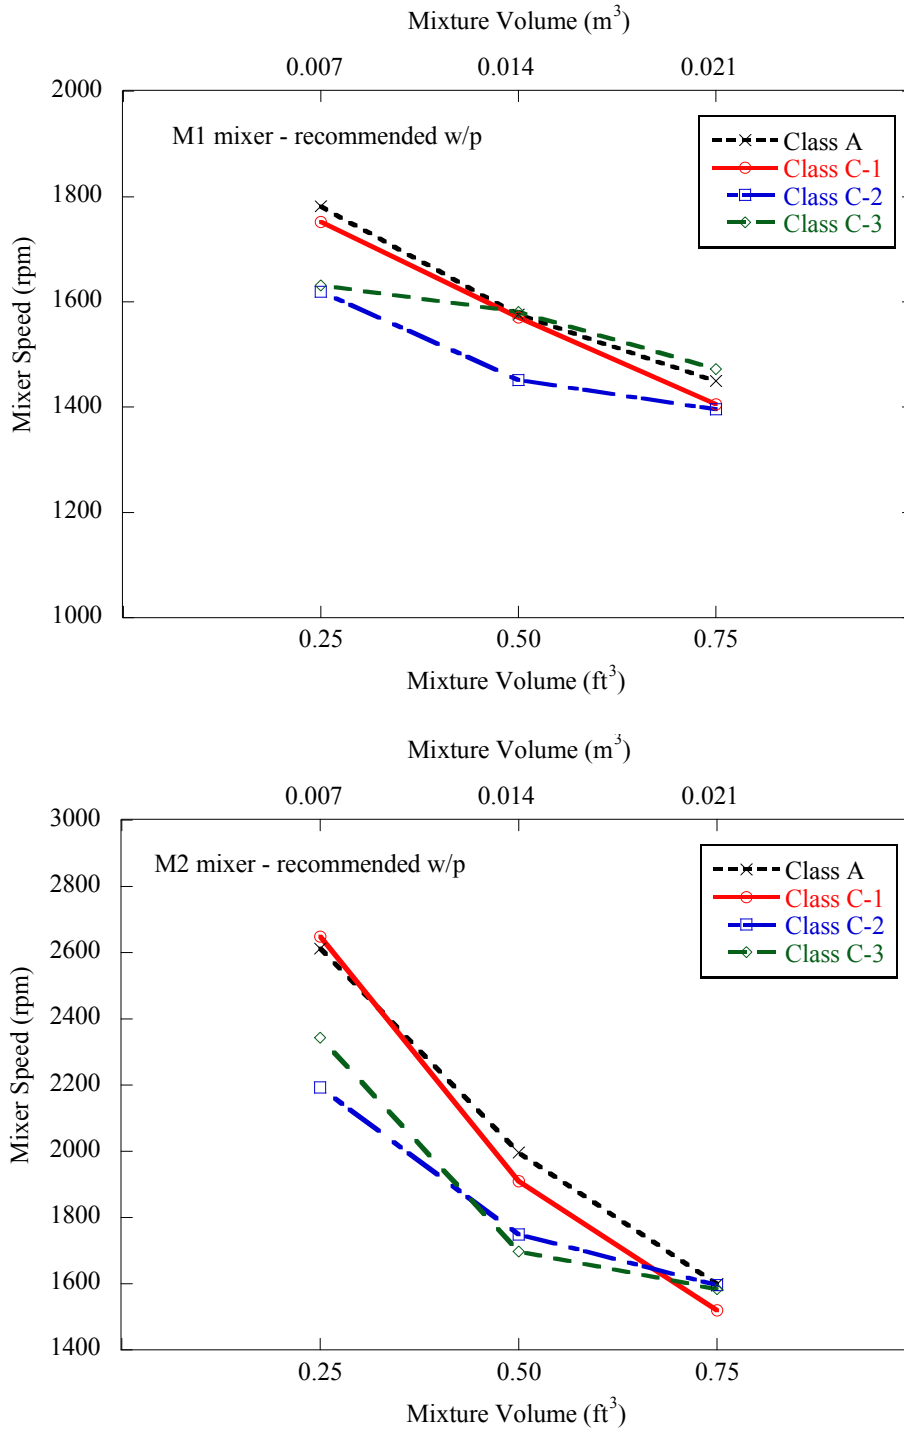 Mixture Volume (m³)
0.007 0.014 0.021
2000
M1 mixer - recommended w/p
Class A
Class C-1
Class C-2
Class C-3
1800
1600
1400
1200
1000
Mixer Speed (rpm)
0.25 0.50 0.75
Mixture Volume (ft³)
Mixture Volume (m³)
0.007 0.014 0.021
3000
M2 mixer - recommended w/p
Class A
Class C-1
Class C-2
Class C-3
2800
2600
2400
2200
2000
1800
1600
1400
Mixer Speed (rpm)
0.25 0.50 0.75
Mixture Volume (ft³)